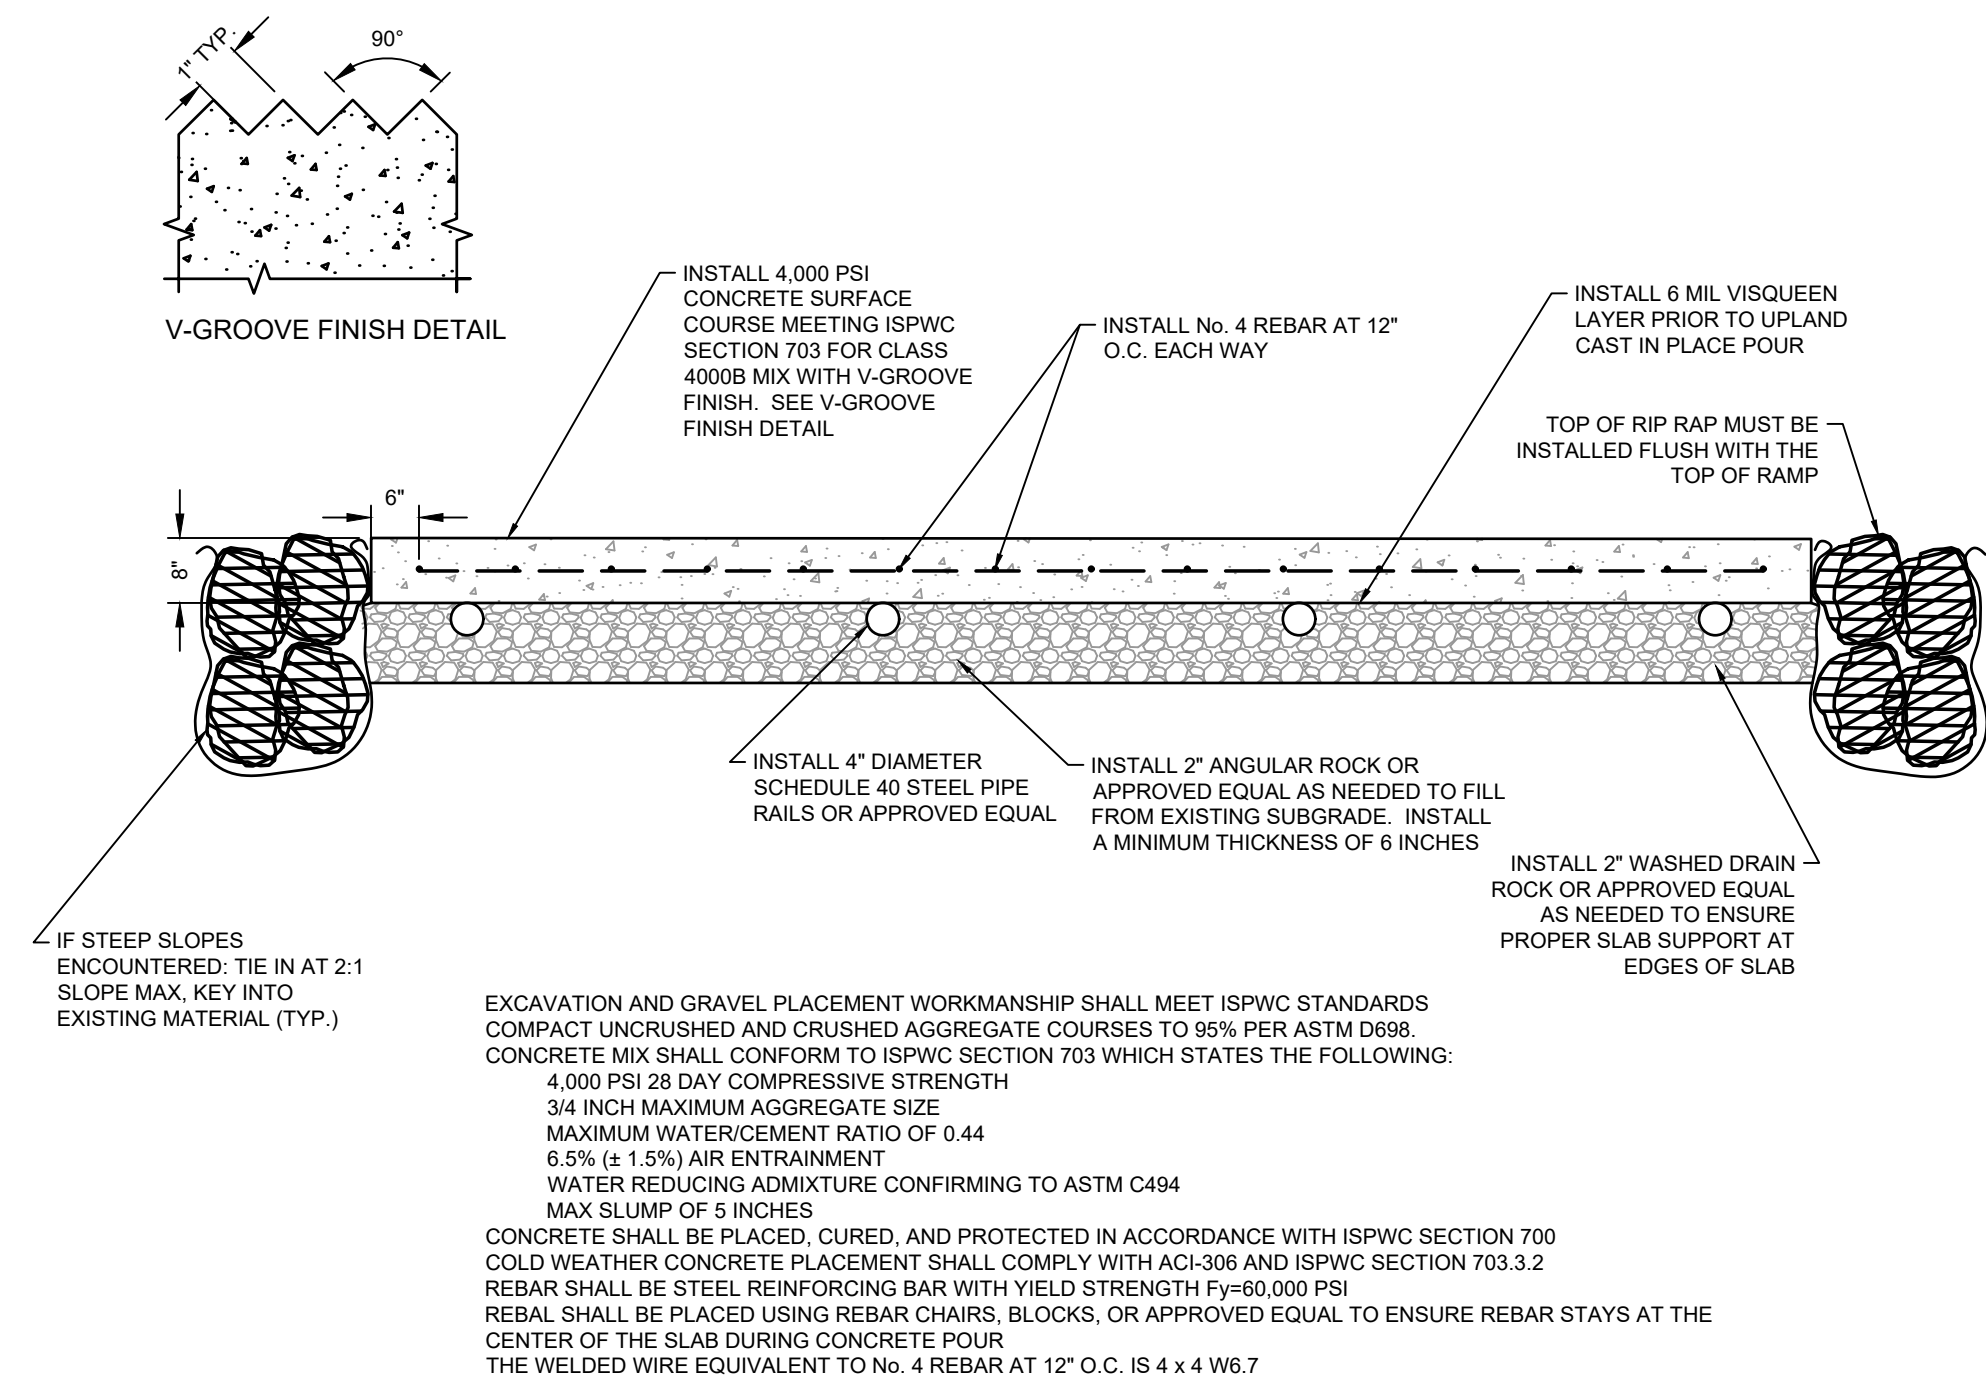 1" TYP.
90°
V-GROOVE FINISH DETAIL
INSTALL 4,000 PSI
CONCRETE SURFACE
COURSE MEETING ISPWC
SECTION 703 FOR CLASS
4000B MIX WITH V-GROOVE
FINISH. SEE V-GROOVE
FINISH DETAIL
INSTALL No. 4 REBAR AT 12"
O.C. EACH WAY
INSTALL 6 MIL VISQUEEN
LAYER PRIOR TO UPLAND
CAST IN PLACE POUR
TOP OF RIP RAP MUST BE
INSTALLED FLUSH WITH THE
TOP OF RAMP
6"
8"
INSTALL 4" DIAMETER
SCHEDULE 40 STEEL PIPE
RAILS OR APPROVED EQUAL
INSTALL 2" ANGULAR ROCK OR
APPROVED EQUAL AS NEEDED TO FILL
FROM EXISTING SUBGRADE. INSTALL
A MINIMUM THICKNESS OF 6 INCHES
INSTALL 2" WASHED DRAIN
ROCK OR APPROVED EQUAL
AS NEEDED TO ENSURE
PROPER SLAB SUPPORT AT
EDGES OF SLAB
IF STEEP SLOPES
ENCOUNTERED: TIE IN AT 2:1
SLOPE MAX, KEY INTO
EXISTING MATERIAL (TYP.)
EXCAVATION AND GRAVEL PLACEMENT WORKMANSHIP SHALL MEET ISPWC STANDARDS
COMPACT UNCRUSHED AND CRUSHED AGGREGATE COURSES TO 95% PER ASTM D698.
CONCRETE MIX SHALL CONFORM TO ISPWC SECTION 703 WHICH STATES THE FOLLOWING:
4,000 PSI 28 DAY COMPRESSIVE STRENGTH
3/4 INCH MAXIMUM AGGREGATE SIZE
MAXIMUM WATER/CEMENT RATIO OF 0.44
6.5% (± 1.5%) AIR ENTRAINMENT
WATER REDUCING ADMIXTURE CONFIRMING TO ASTM C494
MAX SLUMP OF 5 INCHES
CONCRETE SHALL BE PLACED, CURED, AND PROTECTED IN ACCORDANCE WITH ISPWC SECTION 700
COLD WEATHER CONCRETE PLACEMENT SHALL COMPLY WITH ACI-306 AND ISPWC SECTION 703.3.2
REBAR SHALL BE STEEL REINFORCING BAR WITH YIELD STRENGTH Fy=60,000 PSI
REBAL SHALL BE PLACED USING REBAR CHAIRS, BLOCKS, OR APPROVED EQUAL TO ENSURE REBAR STAYS AT THE
CENTER OF THE SLAB DURING CONCRETE POUR
THE WELDED WIRE EQUIVALENT TO No. 4 REBAR AT 12" O.C. IS 4 x 4 W6.7